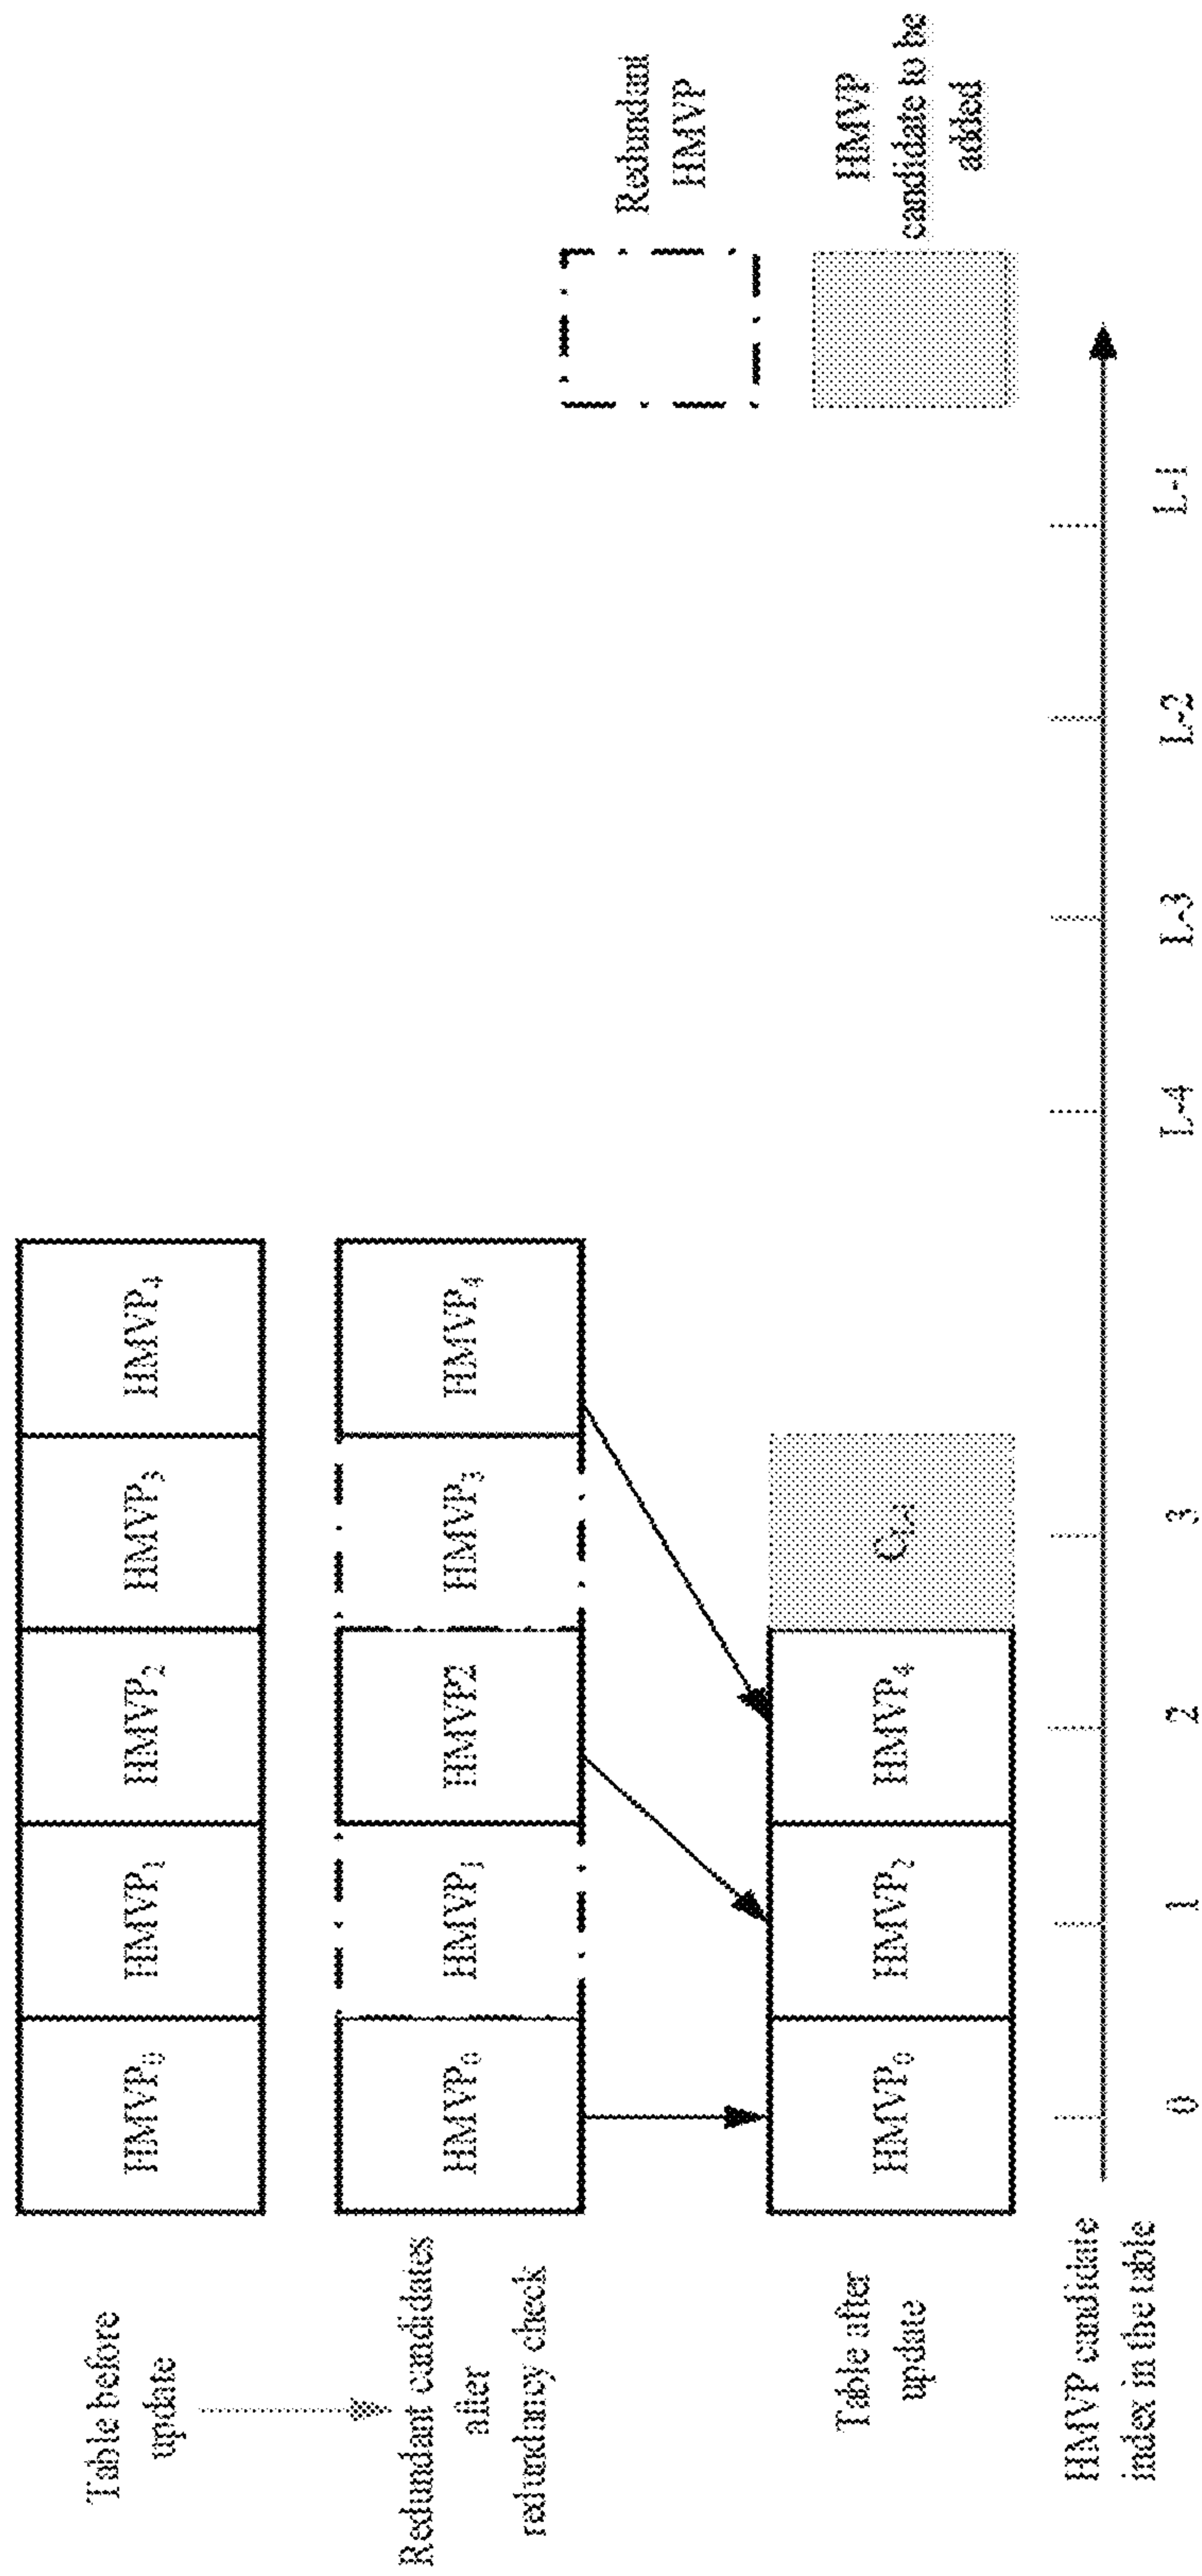 Table before
update
HMVP₀
HMVP₁
HMVP₂
HMVP₃
HMVP₄
Redundant candidates
after
redundancy check
HMVP₀
HMVP₁
HMVP2
HMVP₃
HMVP₄
Table after
update
HMVP₀
HMVP₂
HMVP₄
Redundant
HMVP
HMVP
candidate to be
added
HMVP candidate
index in the table
0
1
2
3
L-4
L-3
L-2
L-1